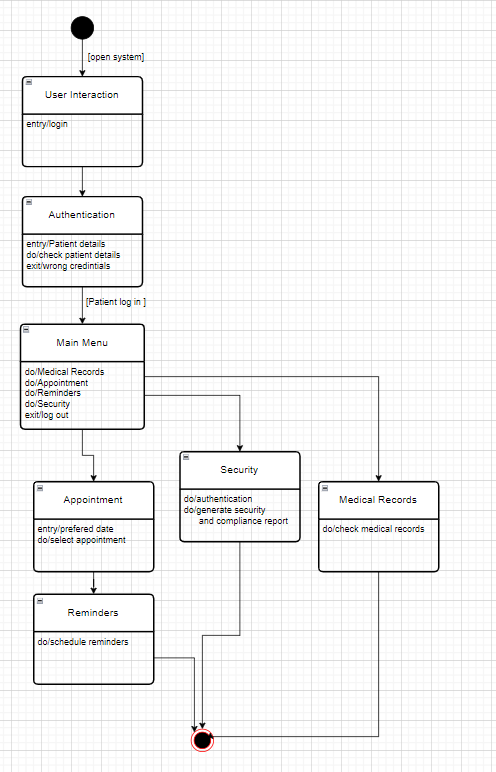 [open system]
User Interaction
entry/login
Authentication
entry/Patient details
do/check patient details
exit/wrong credintials
[Patient log in ]
Main Menu
do/Medical Records
do/Appointment
do/Reminders
do/Security
exit/log out
Security
do/authentication
do/generate security
and compliance report
Medical Records
do/check medical records
Appointment
entry/prefered date
do/select appointment
Reminders
do/schedule reminders